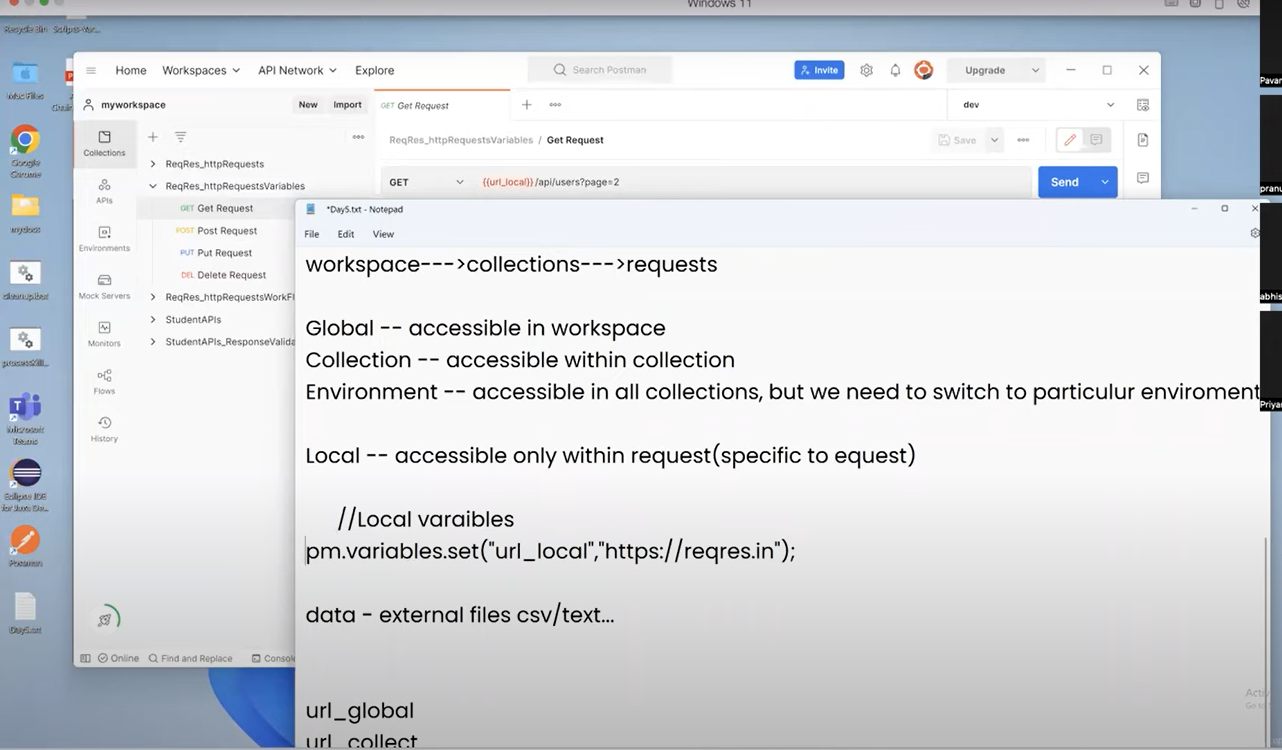 Windows 11
Recycle Bin
Mac Files
Google
Chrome
mydocs
cleanup.bat
Microsoft
Teams
Eclipse IDE
for Java De...
Postman
Day5.txt
Home
Workspaces
API Network
Explore
Search Postman
Invite
Upgrade
myworkspace
New
Import
GET Get Request
dev
ReqRes_httpRequestsVariables / Get Request
Save
GET
{{url_local}}/api/users?page=2
Send
Collections
APIs
Environments
Mock Servers
Monitors
Flows
History
ReqRes_httpRequests
ReqRes_httpRequestsVariables
GET Get Request
POST Post Request
PUT Put Request
DEL Delete Request
ReqRes_httpRequestsWorkFl
StudentAPIs
StudentAPIs_ResponseValida
Online
Find and Replace
Consol
*Day5.txt - Notepad
File
Edit
View
workspace--->collections--->requests
Global -- accessible in workspace
Collection -- accessible within collection
Environment -- accessible in all collections, but we need to switch to particulur enviroment
Local -- accessible only within request(specific to equest)
//Local varaibles
pm.variables.set("url_local","https://reqres.in");
data - external files csv/text...
url_global
url_collect
Pavan
pranu
abhis
Priyan